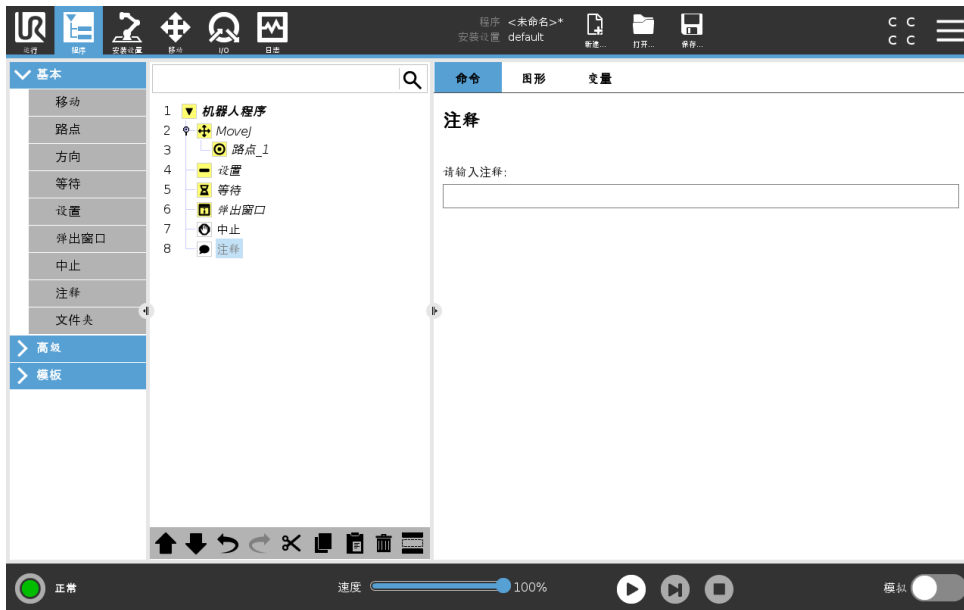 UR
运行
程序
安装设置
移动
I/O
日志
程序 <未命名>*
安装设置 default
新建...
打开...
保存...
C C
C C
基本
移动
路点
方向
等待
设置
弹出窗口
中止
注释
文件夹
高级
模板
1 机器人程序
2 MoveJ
3 路点_1
4 设置
5 等待
6 弹出窗口
7 中止
8 注释
命令 图形 变量
注释
请输入注释:
正常
速度 100%
模拟